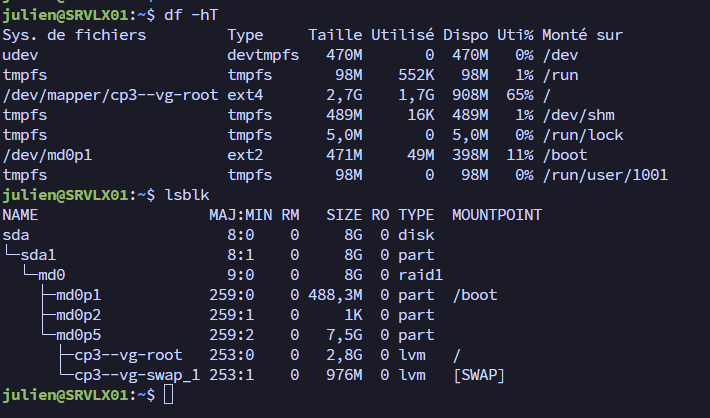 julien@SRVLX01:~$ df -hT
Sys. de fichiers Type Taille Utilisé Dispo Uti% Monté sur
udev devtmpfs 470M 0 470M 0% /dev
tmpfs tmpfs 98M 552K 98M 1% /run
/dev/mapper/cp3--vg-root ext4 2,7G 1,7G 908M 65% /
tmpfs tmpfs 489M 16K 489M 1% /dev/shm
tmpfs tmpfs 5,0M 0 5,0M 0% /run/lock
/dev/md0p1 ext2 471M 49M 398M 11% /boot
tmpfs tmpfs 98M 0 98M 0% /run/user/1001
julien@SRVLX01:~$ lsblk
NAME MAJ:MIN RM SIZE RO TYPE MOUNTPOINT
sda 8:0 0 8G 0 disk
└─sda1 8:1 0 8G 0 part
└─md0 9:0 0 8G 0 raid1
├─md0p1 259:0 0 488,3M 0 part /boot
├─md0p2 259:1 0 1K 0 part
└─md0p5 259:2 0 7,5G 0 part
├─cp3--vg-root 253:0 0 2,8G 0 lvm /
└─cp3--vg-swap_1 253:1 0 976M 0 lvm [SWAP]
julien@SRVLX01:~$